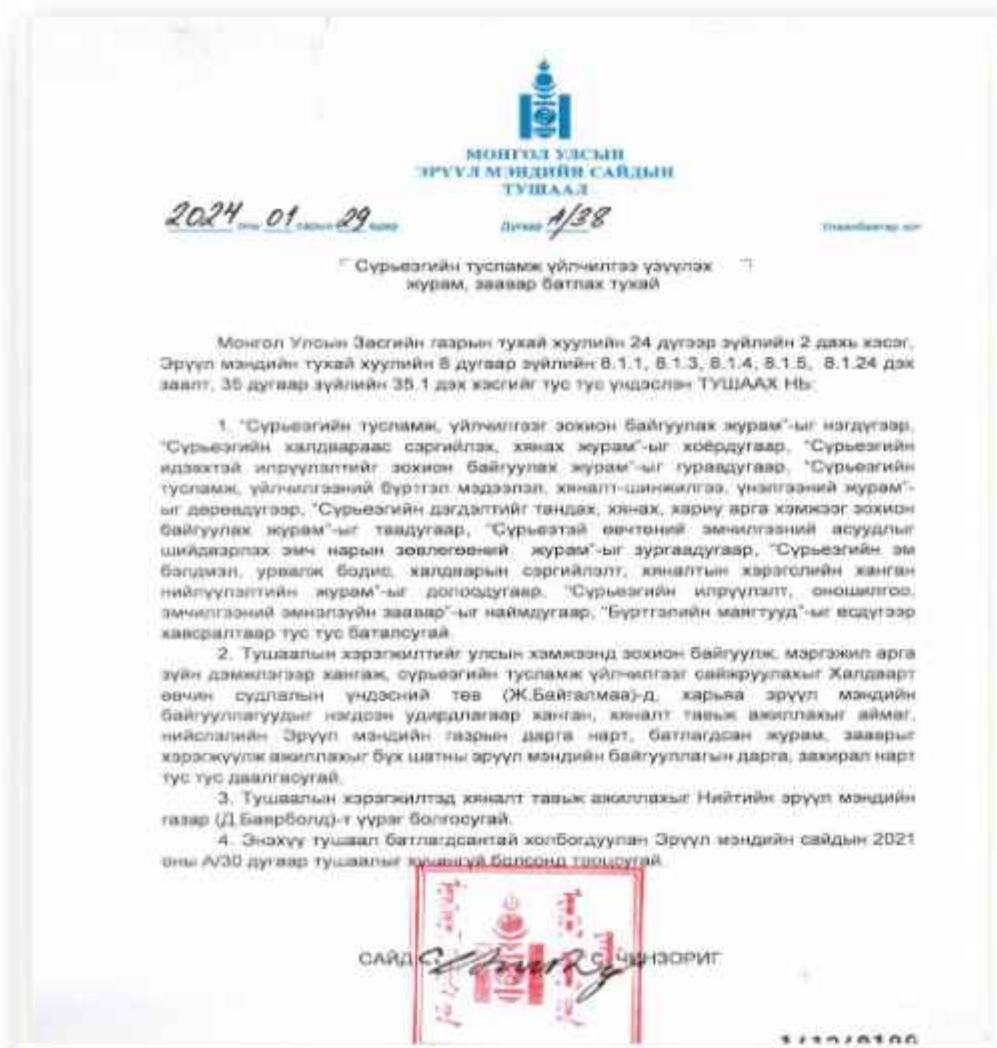 МОНГОЛ УЛСЫН
ЭРҮҮЛ МЭНДИЙН САЙДЫН
ТУШААЛ
2024 оны 01 сарын 29 өдөр Дугаар А/38 Улаанбаатар хот
Сүрьеэгийн тусламж үйлчилгээ үзүүлэх
журам, заавар батлах тухай
Монгол Улсын Засгийн газрын тухай хуулийн 24 дүгээр зүйлийн 2 дахь хэсэг,
Эрүүл мэндийн тухай хуулийн 8 дугаар зүйлийн 8.1.1, 8.1.3, 8.1.4, 8.1.5, 8.1.24 дэх
заалт, 35 дугаар зүйлийн 35.1 дэх хэсгийг тус тус үндэслэн ТУШААХ НЬ:
1. "Сүрьеэгийн тусламж, үйлчилгээг зохион байгуулах журам"-ыг нэгдүгээр,
"Сүрьеэгийн халдвараас сэргийлэх, хянах журам"-ыг хоёрдугаар, "Сүрьеэгийн
идэвхтэй илрүүлэлтийг зохион байгуулах журам"-ыг гуравдугаар, "Сүрьеэгийн
тусламж, үйлчилгээний бүртгэл мэдээлэл, хяналт-шинжилгээ, үнэлгээний журам"-
ыг дөрөвдүгээр, "Сүрьеэгийн дэгдэлтийг тандах, хянах, хариу арга хэмжээг зохион
байгуулах журам"-ыг тавдугаар, "Сүрьеэтэй өвчтөний эмчилгээний асуудлыг
шийдвэрлэх эмч нарын зөвлөгөөний журам"-ыг зургаадугаар, "Сүрьеэгийн эм
бэлдмэл, урвалж бодис, халдварын сэргийлэлт, хяналтын хэрэгслийн ханган
нийлүүлэлтийн журам"-ыг долоодугаар, "Сүрьеэгийн илрүүлэлт, оношилгоо,
эмчилгээний эмнэлзүйн заавар"-ыг наймдугаар, "Бүртгэлийн маягтууд"-ыг есдүгээр
хавсралтаар тус тус баталсугай.
2. Тушаалын хэрэгжилтийг улсын хэмжээнд зохион байгуулж, мэргэжил арга
зүйн дэмжлэгээр хангаж, сүрьеэгийн тусламж үйлчилгээг сайжруулахыг Халдварт
өвчин судлалын үндэсний төв (Ж.Байгалмаа)-д, харьяа эрүүл мэндийн
байгууллагуудыг нэгдсэн удирдлагаар ханган, хяналт тавьж ажиллахыг аймаг,
нийслэлийн Эрүүл мэндийн газрын дарга нарт, батлагдсан журам, зааврыг
хэрэгжүүлж ажиллахыг бүх шатны эрүүл мэндийн байгууллагын дарга, захирал нарт
тус тус даалгасугай.
3. Тушаалын хэрэгжилтэд хяналт тавьж ажиллахыг Нийтийн эрүүл мэндийн
газар (Д.Баярболд)-т үүрэг болгосугай.
4. Энэхүү тушаал батлагдсантай холбогдуулан Эрүүл мэндийн сайдын 2021
оны А/30 дугаар тушаалыг хүчингүй болсонд тооцсугай.
САЙД С. ЧИНЗОРИГ